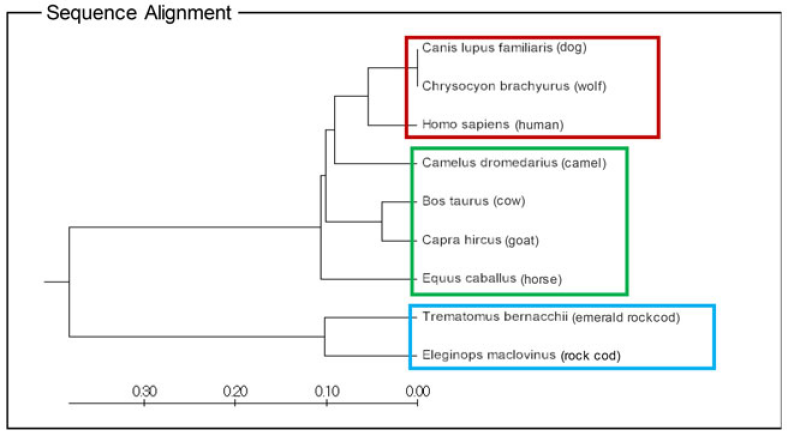 Sequence Alignment
Canis lupus familiaris (dog)
Chrysocyon brachyurus (wolf)
Homo sapiens (human)
Camelus dromedarius (camel)
Bos taurus (cow)
Capra hircus (goat)
Equus caballus (horse)
Trematomus bernacchii (emerald rockcod)
Eleginops maclovinus (rock cod)
0.30 0.20 0.10 0.00